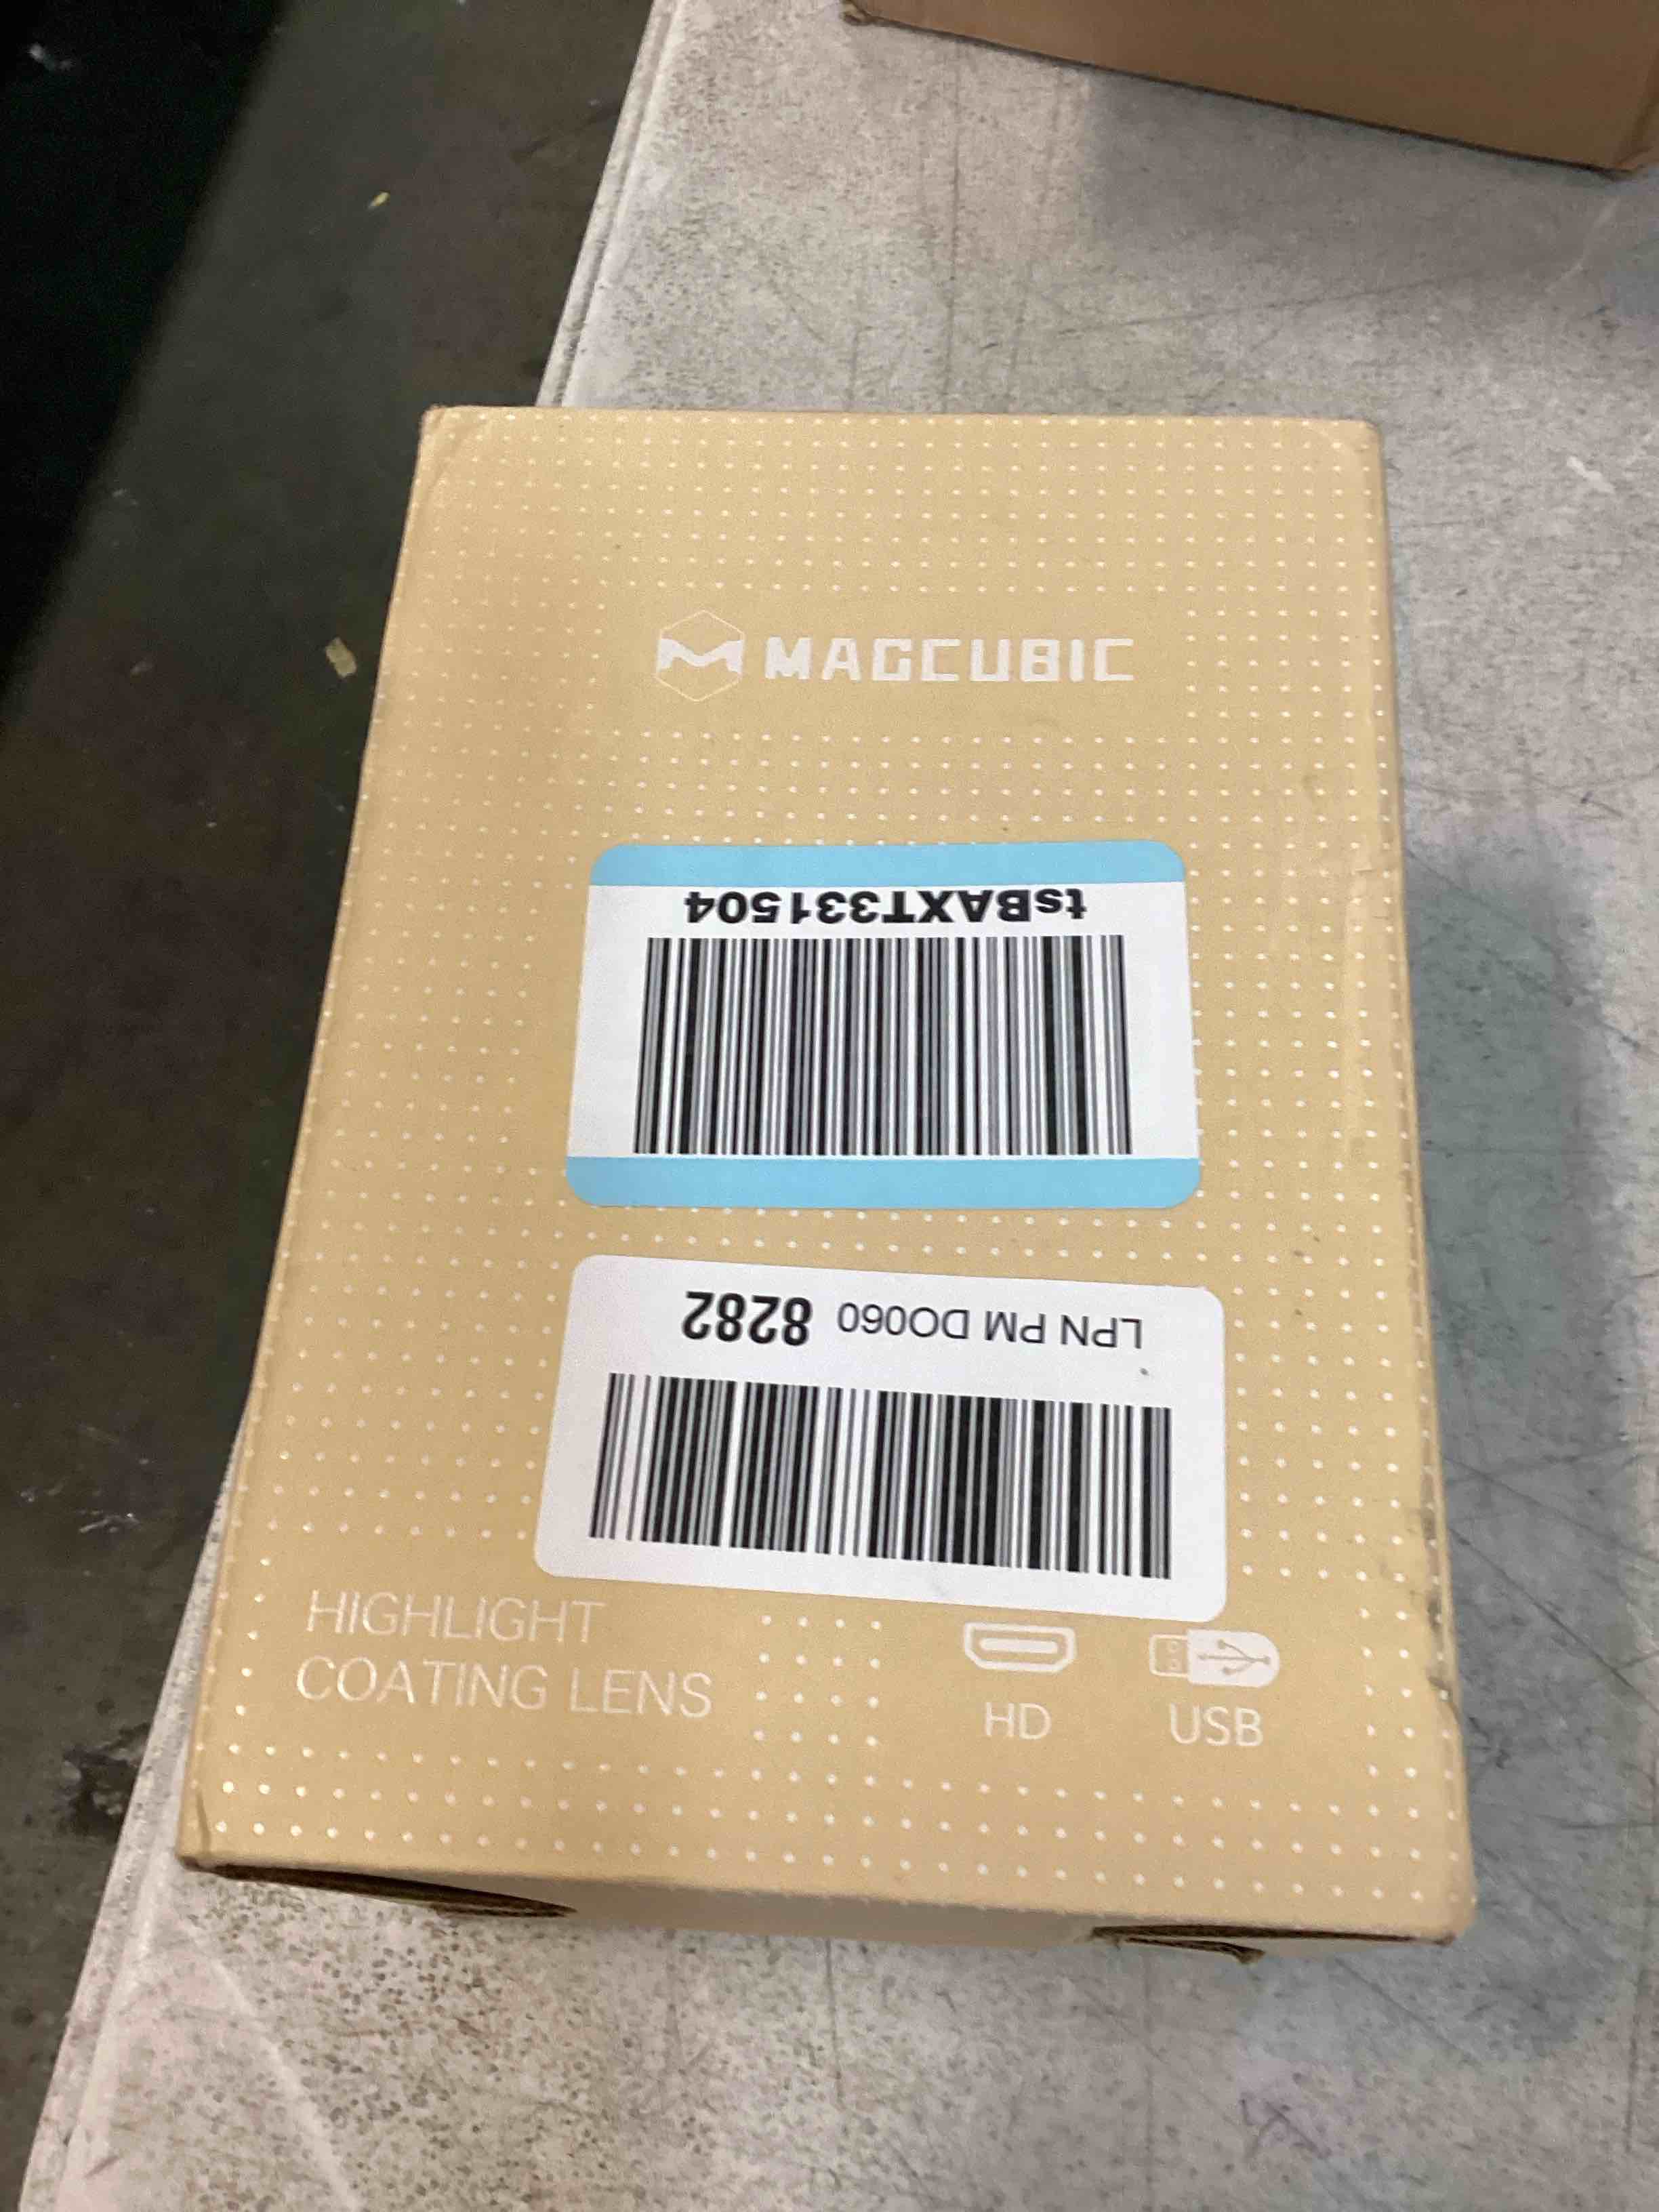 MAGCUBIC
tsBAXT331504
LPN PM DO060 8282
HIGHLIGHT
COATING LENS
HD
USB